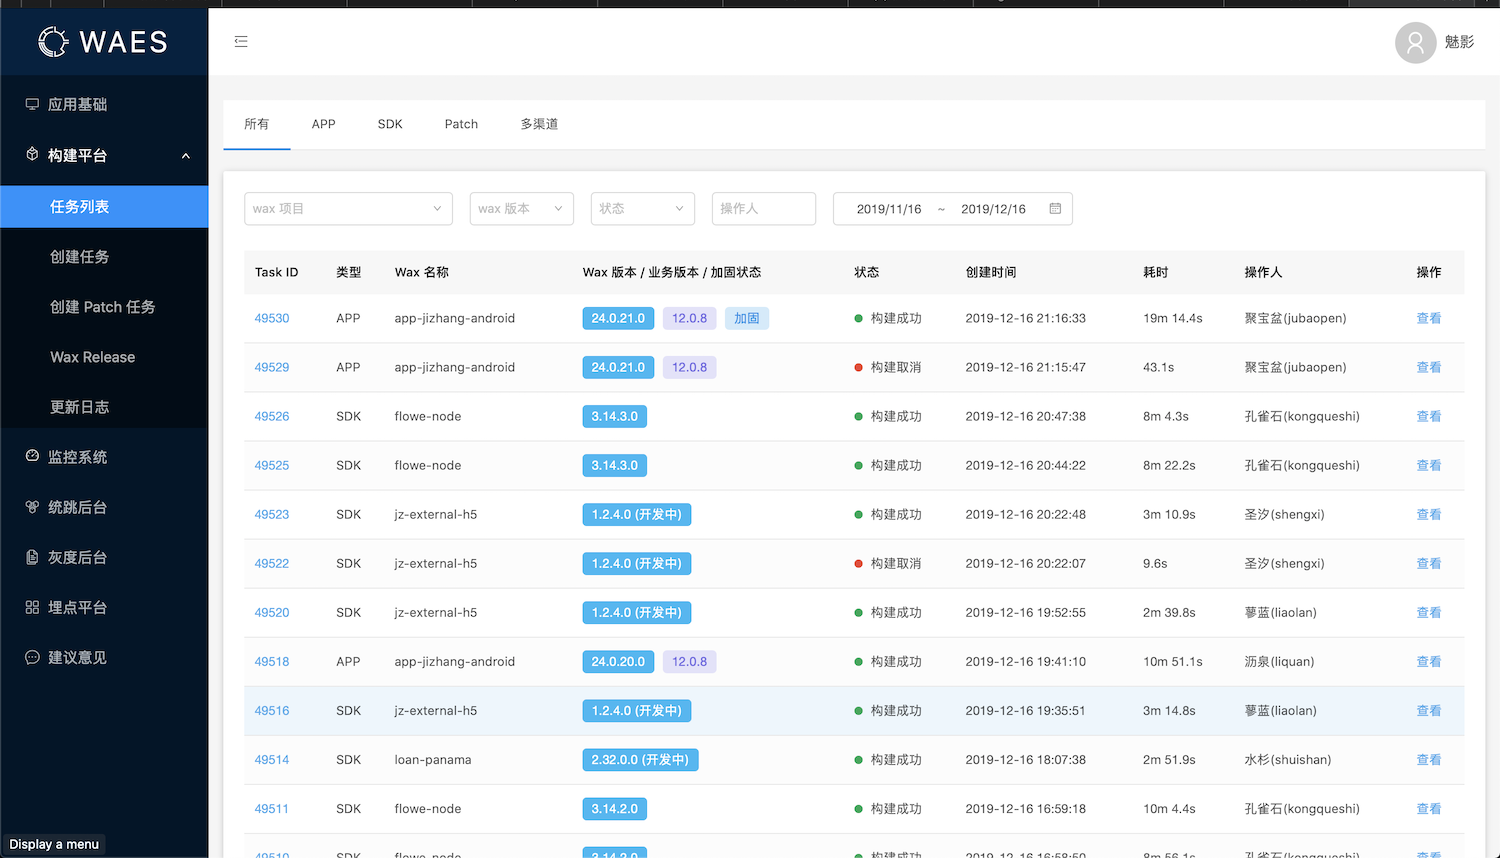 WAES
魅影
应用基础
构建平台
任务列表
创建任务
创建 Patch 任务
Wax Release
更新日志
监控系统
统跳后台
灰度后台
埋点平台
建议意见
Display a menu
所有 APP SDK Patch 多渠道
wax 项目 wax 版本 状态 操作人 2019/11/16 ~ 2019/12/16
Task ID 类型 Wax 名称 Wax 版本 / 业务版本 / 加固状态 状态 创建时间 耗时 操作人 操作
49530 APP app-jizhang-android 24.0.21.0 12.0.8 加固 构建成功 2019-12-16 21:16:33 19m 14.4s 聚宝盆(jubaopen) 查看
49529 APP app-jizhang-android 24.0.21.0 12.0.8 构建取消 2019-12-16 21:15:47 43.1s 聚宝盆(jubaopen) 查看
49526 SDK flowe-node 3.14.3.0 构建成功 2019-12-16 20:47:38 8m 4.3s 孔雀石(kongqueshi) 查看
49525 SDK flowe-node 3.14.3.0 构建成功 2019-12-16 20:44:22 8m 22.2s 孔雀石(kongqueshi) 查看
49523 SDK jz-external-h5 1.2.4.0 (开发中) 构建成功 2019-12-16 20:22:48 3m 10.9s 圣汐(shengxi) 查看
49522 SDK jz-external-h5 1.2.4.0 (开发中) 构建取消 2019-12-16 20:22:07 9.6s 圣汐(shengxi) 查看
49520 SDK jz-external-h5 1.2.4.0 (开发中) 构建成功 2019-12-16 19:52:55 2m 39.8s 蓼蓝(liaolan) 查看
49518 APP app-jizhang-android 24.0.20.0 12.0.8 构建成功 2019-12-16 19:41:10 10m 51.1s 沥泉(liquan) 查看
49516 SDK jz-external-h5 1.2.4.0 (开发中) 构建成功 2019-12-16 19:35:51 3m 14.8s 蓼蓝(liaolan) 查看
49514 SDK loan-panama 2.32.0.0 (开发中) 构建成功 2019-12-16 18:07:38 2m 51.9s 水杉(shuishan) 查看
49511 SDK flowe-node 3.14.2.0 构建成功 2019-12-16 16:59:18 10m 4.4s 孔雀石(kongqueshi) 查看
49510 SDK flowe-node 3.14.2.0 构建成功 2019-12-16 16:58:50 8m 56.1s 孔雀石(kongqueshi) 查看